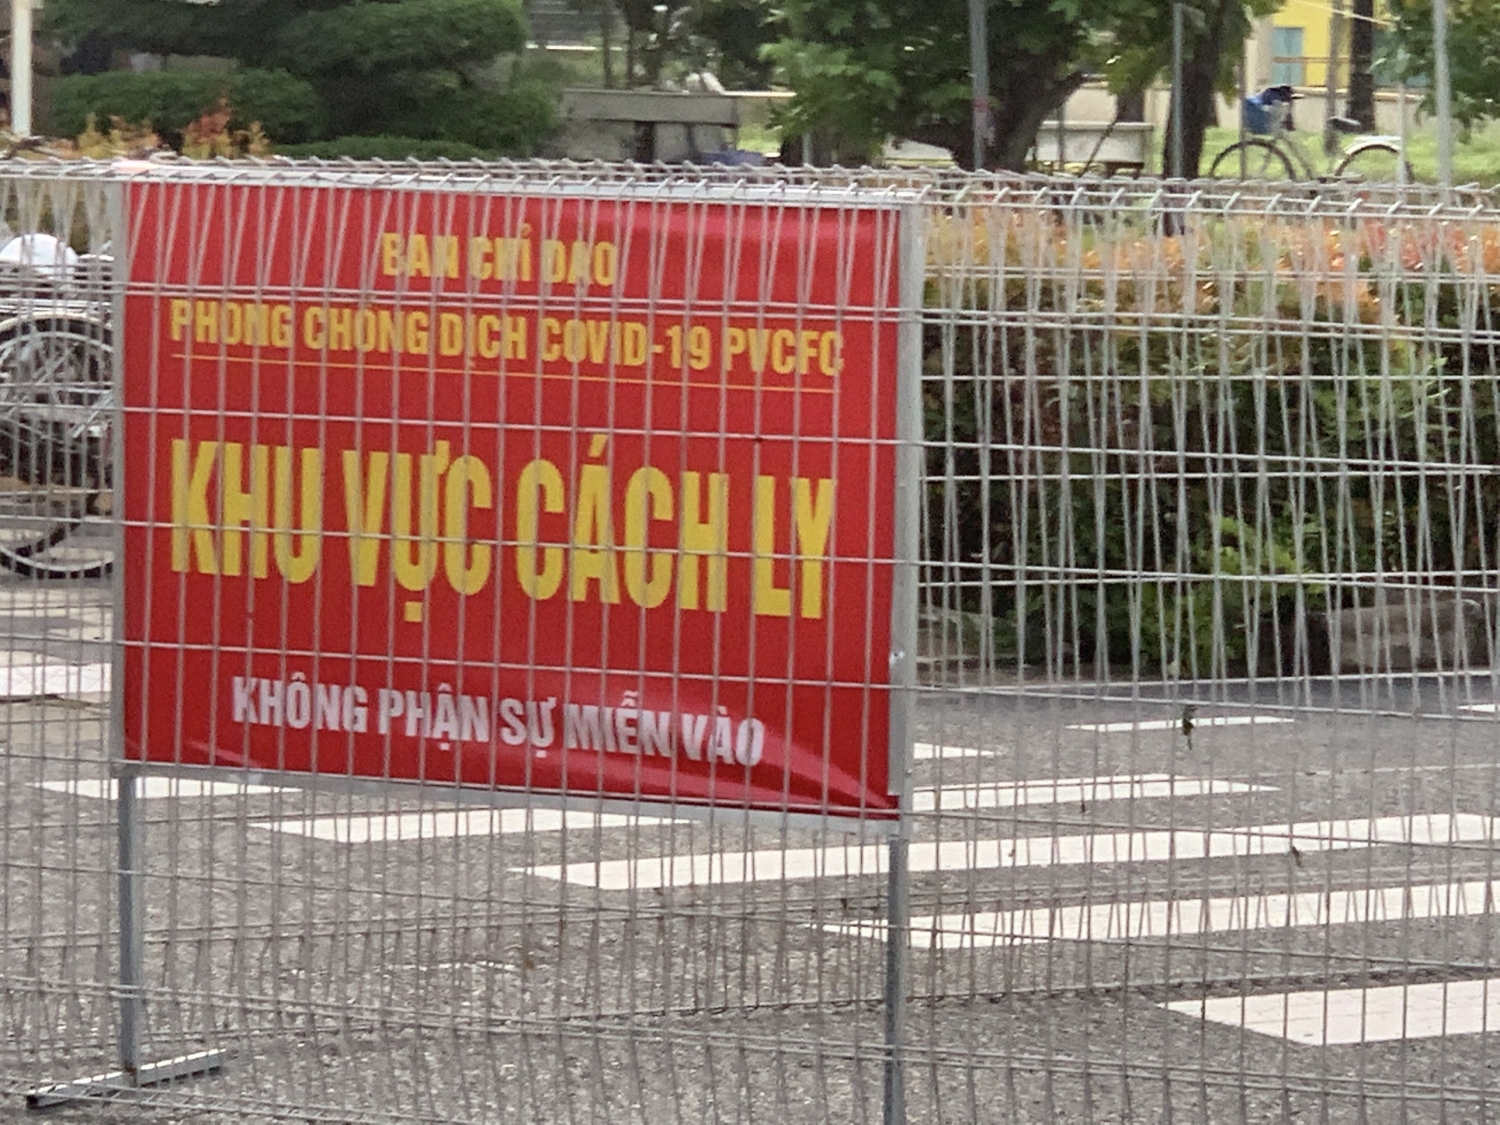 BAN CHỈ ĐẠO
PHÒNG CHỐNG DỊCH COVID-19 PVCFC
KHU VỰC CÁCH LY
KHÔNG PHẬN SỰ MIỄN VÀO